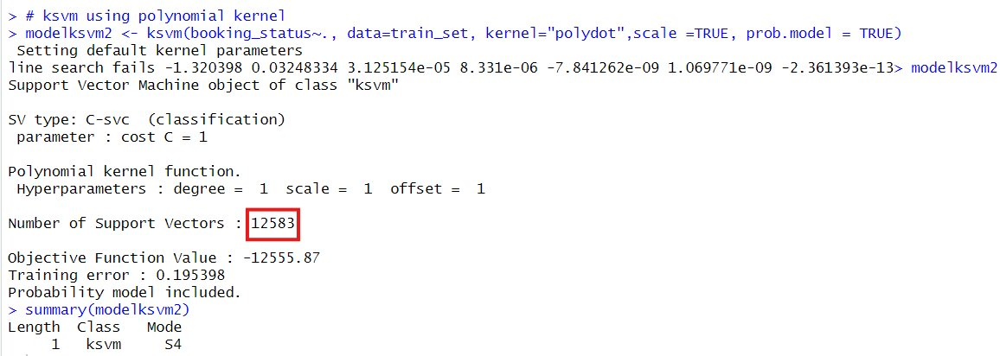 > # ksvm using polynomial kernel
> modelksvm2 <- ksvm(booking_status~., data=train_set, kernel="polydot",scale =TRUE, prob.model = TRUE)
 Setting default kernel parameters
line search fails -1.320398 0.03248334 3.125154e-05 8.331e-06 -7.841262e-09 1.069771e-09 -2.361393e-13> modelksvm2
Support Vector Machine object of class "ksvm"

SV type: C-svc  (classification)
 parameter : cost C = 1

Polynomial kernel function.
 Hyperparameters : degree =  1  scale =  1  offset =  1

Number of Support Vectors : 12583

Objective Function Value : -12555.87
Training error : 0.195398
Probability model included.
> summary(modelksvm2)
Length  Class   Mode
     1   ksvm     S4